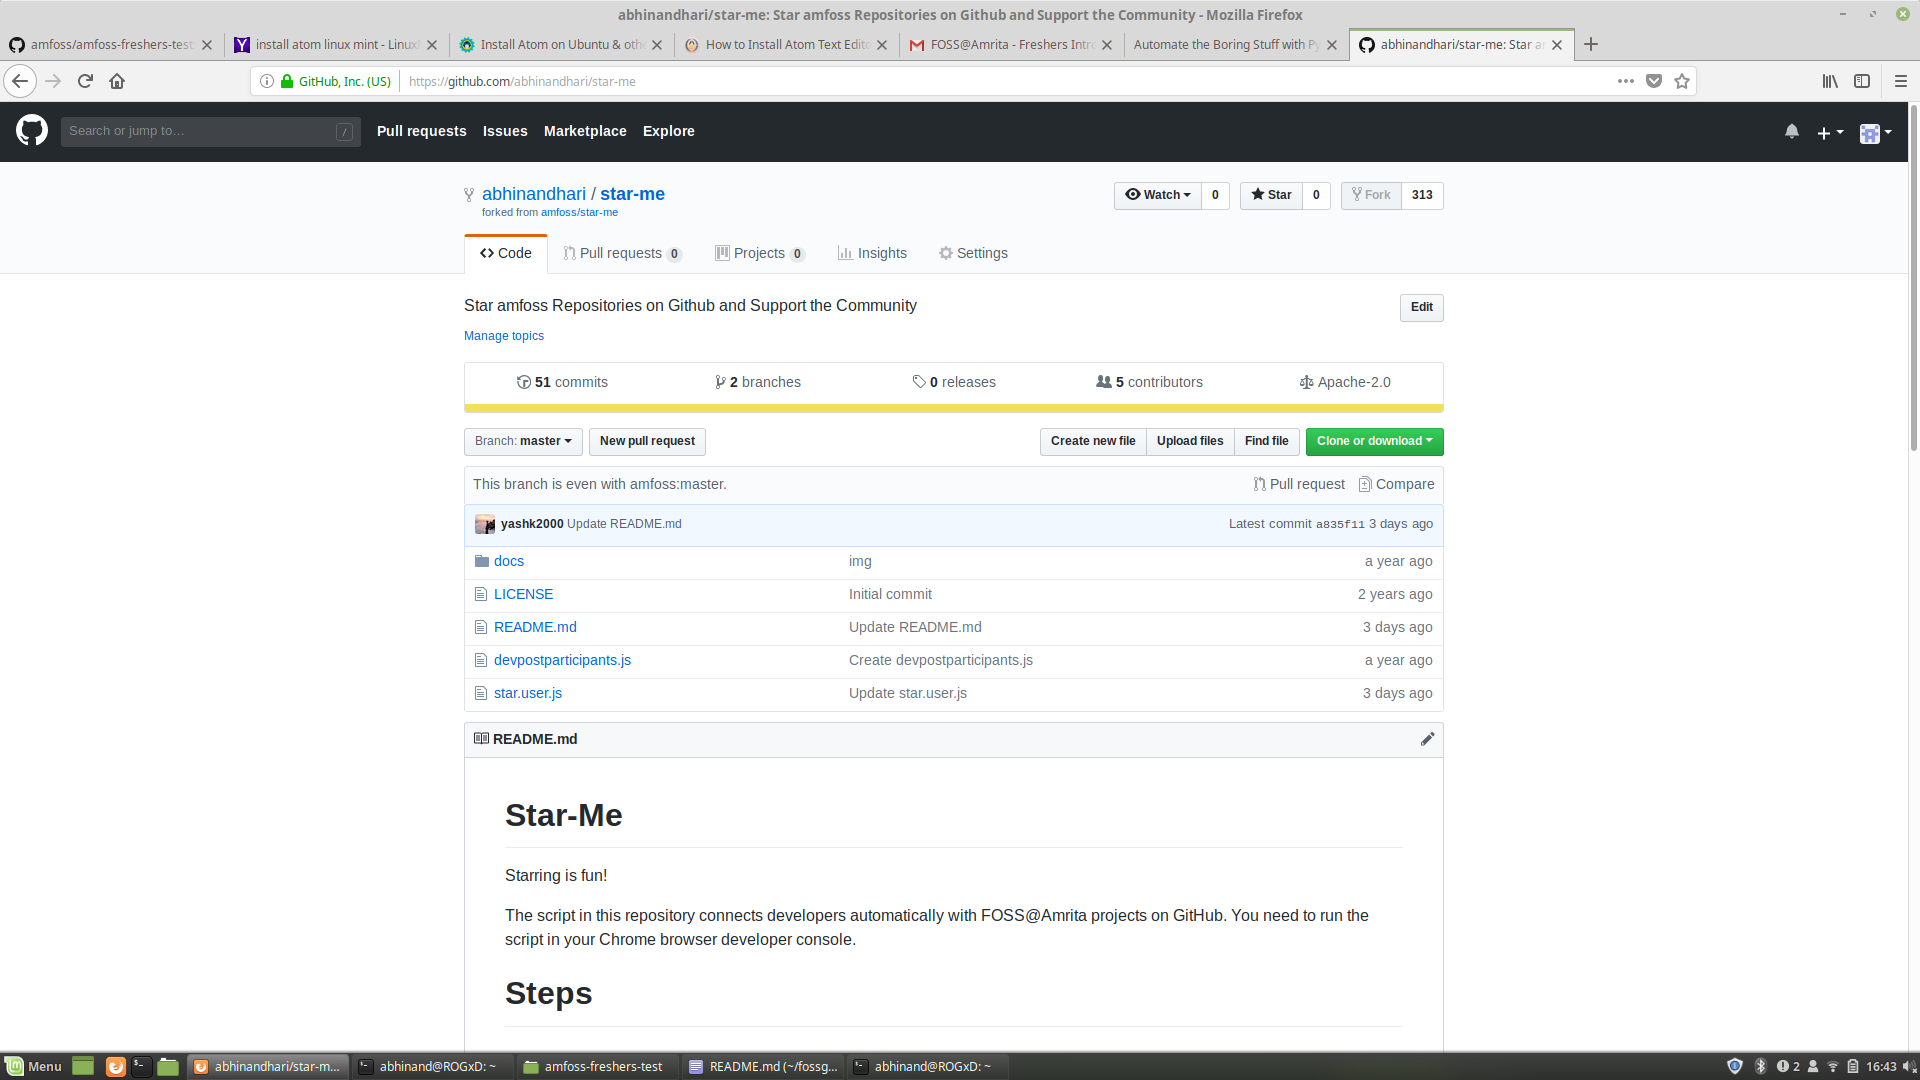 abhinandhari/star-me: Star amfoss Repositories on Github and Support the Community - Mozilla Firefox
amfoss/amfoss-freshers-test
install atom linux mint - Linux
Install Atom on Ubuntu & oth
How to Install Atom Text Edit
FOSS@Amrita - Freshers Intr
Automate the Boring Stuff with Py
abhinandhari/star-me: Star a
GitHub, Inc. (US)
https://github.com/abhinandhari/star-me
Search or jump to…
/
Pull requests
Issues
Marketplace
Explore
abhinandhari / star-me
forked from amfoss/star-me
Watch 0
Star 0
Fork 313
Code
Pull requests 0
Projects 0
Insights
Settings
Star amfoss Repositories on Github and Support the Community
Edit
Manage topics
51 commits
2 branches
0 releases
5 contributors
Apache-2.0
Branch: master
New pull request
Create new file
Upload files
Find file
Clone or download
This branch is even with amfoss:master.
Pull request
Compare
yashk2000 Update README.md
Latest commit a835f11 3 days ago
docs img a year ago
LICENSE Initial commit 2 years ago
README.md Update README.md 3 days ago
devpostparticipants.js Create devpostparticipants.js a year ago
star.user.js Update star.user.js 3 days ago
README.md
Star-Me
Starring is fun!
The script in this repository connects developers automatically with FOSS@Amrita projects on GitHub. You need to run the
script in your Chrome browser developer console.
Steps
Menu
abhinandhari/star-m...
abhinand@ROGxD: ~
amfoss-freshers-test
README.md (~/fossg...
abhinand@ROGxD: ~
2
16:43